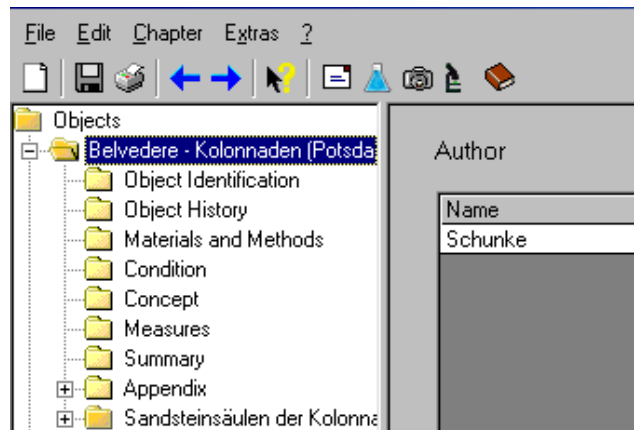 File Edit Chapter Extras ?
Objects
Belvedere - Kolonnaden (Potsda
Object Identification
Object History
Materials and Methods
Condition
Concept
Measures
Summary
Appendix
Sandsteinsäulen der Kolonna
Author
Name
Schunke